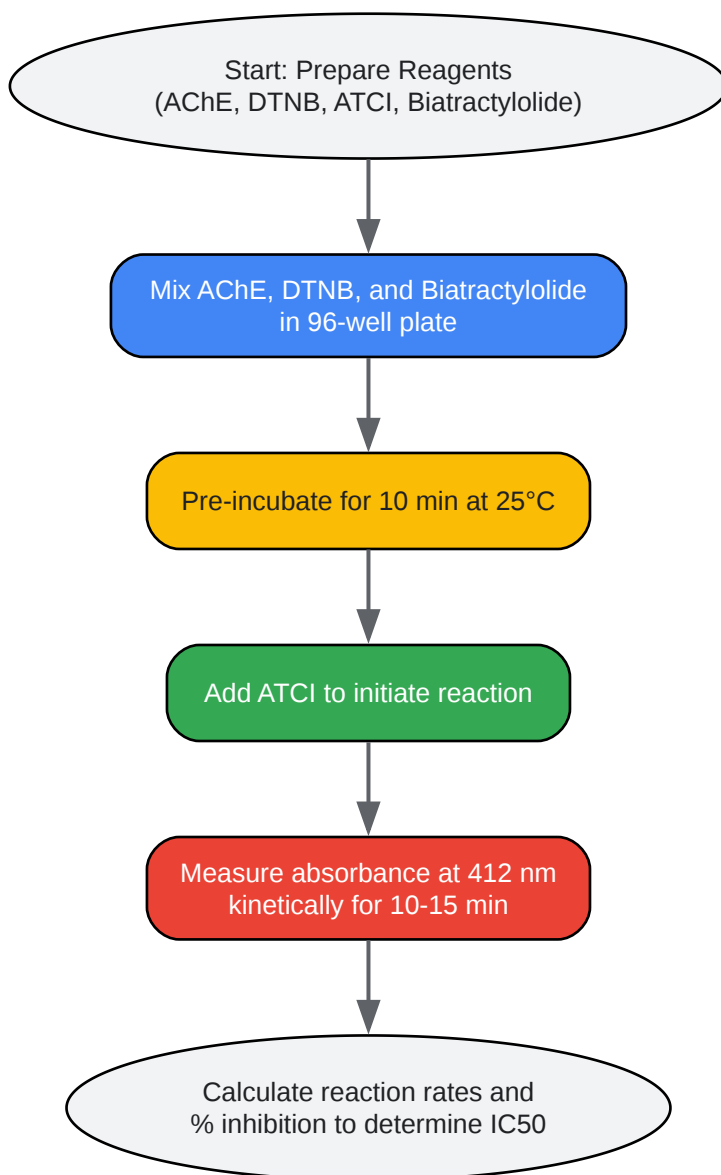 Start: Prepare Reagents
(AChE, DTNB, ATCI, Biatractylolide)
Mix AChE, DTNB, and Biatractylolide
in 96-well plate
Pre-incubate for 10 min at 25°C
Add ATCI to initiate reaction
Measure absorbance at 412 nm
kinetically for 10-15 min
Calculate reaction rates and
% inhibition to determine IC50